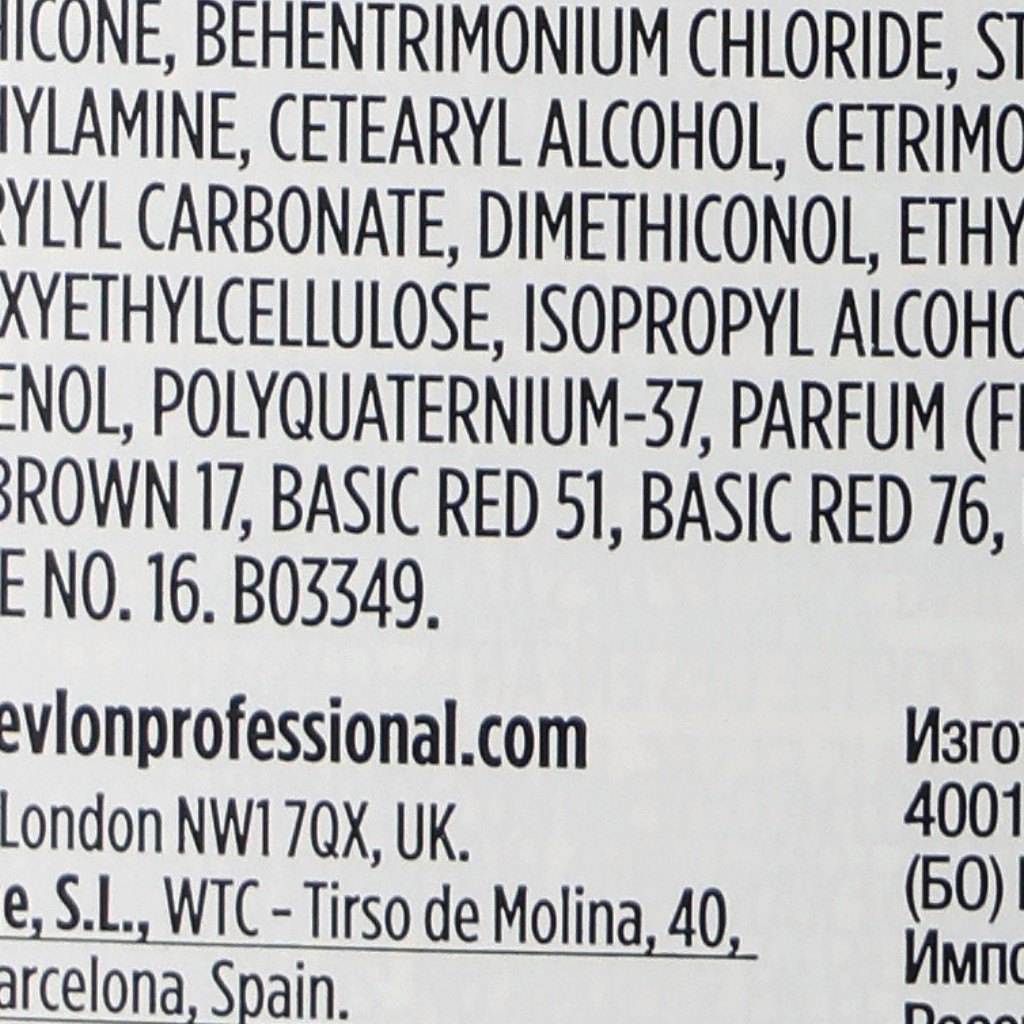 HICONE, BEHENTRIMONIUM CHLORIDE, ST
HYLAMINE, CETEARYL ALCOHOL, CETRIMO
RYLYL CARBONATE, DIMETHICONOL, ETHY
XYETHYLCELLULOSE, ISOPROPYL ALCOHO
ENOL, POLYQUATERNIUM-37, PARFUM (F
BROWN 17, BASIC RED 51, BASIC RED 76,
E NO. 16. B03349.
evlonprofessional.com
London NW1 7QX, UK.
e, S.L., WTC - Tirso de Molina, 40,
arcelona, Spain.
Изгот
4001
(БО)
Импо